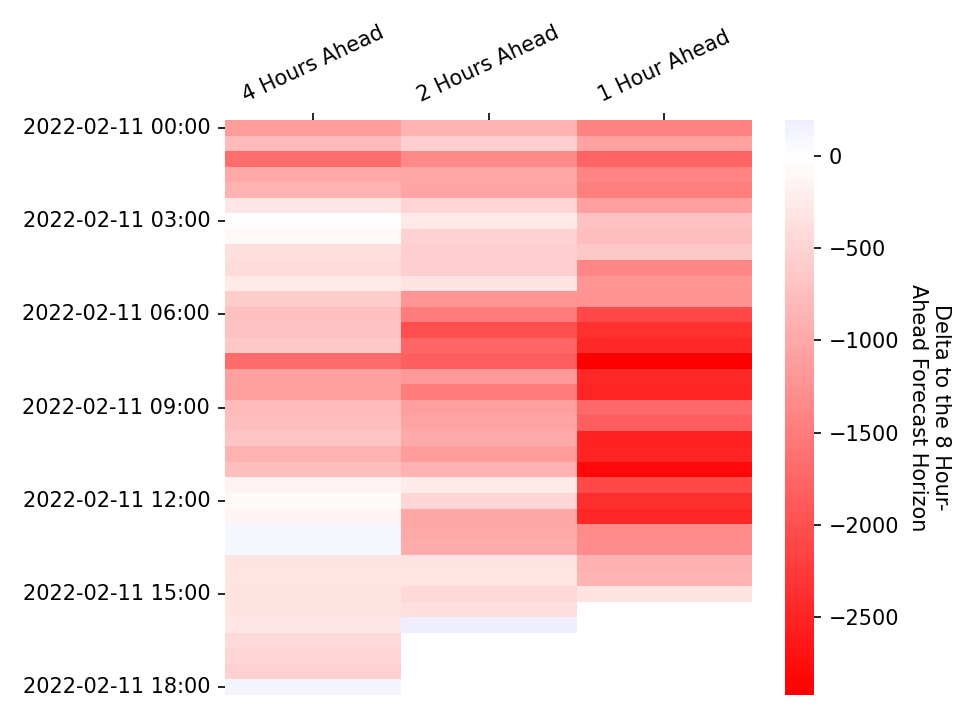 4 Hours Ahead
2 Hours Ahead
1 Hour Ahead
2022-02-11 00:00
2022-02-11 03:00
2022-02-11 06:00
2022-02-11 09:00
2022-02-11 12:00
2022-02-11 15:00
2022-02-11 18:00
0
−500
−1000
−1500
−2000
−2500
Delta to the 8 Hour-
Ahead Forecast Horizon